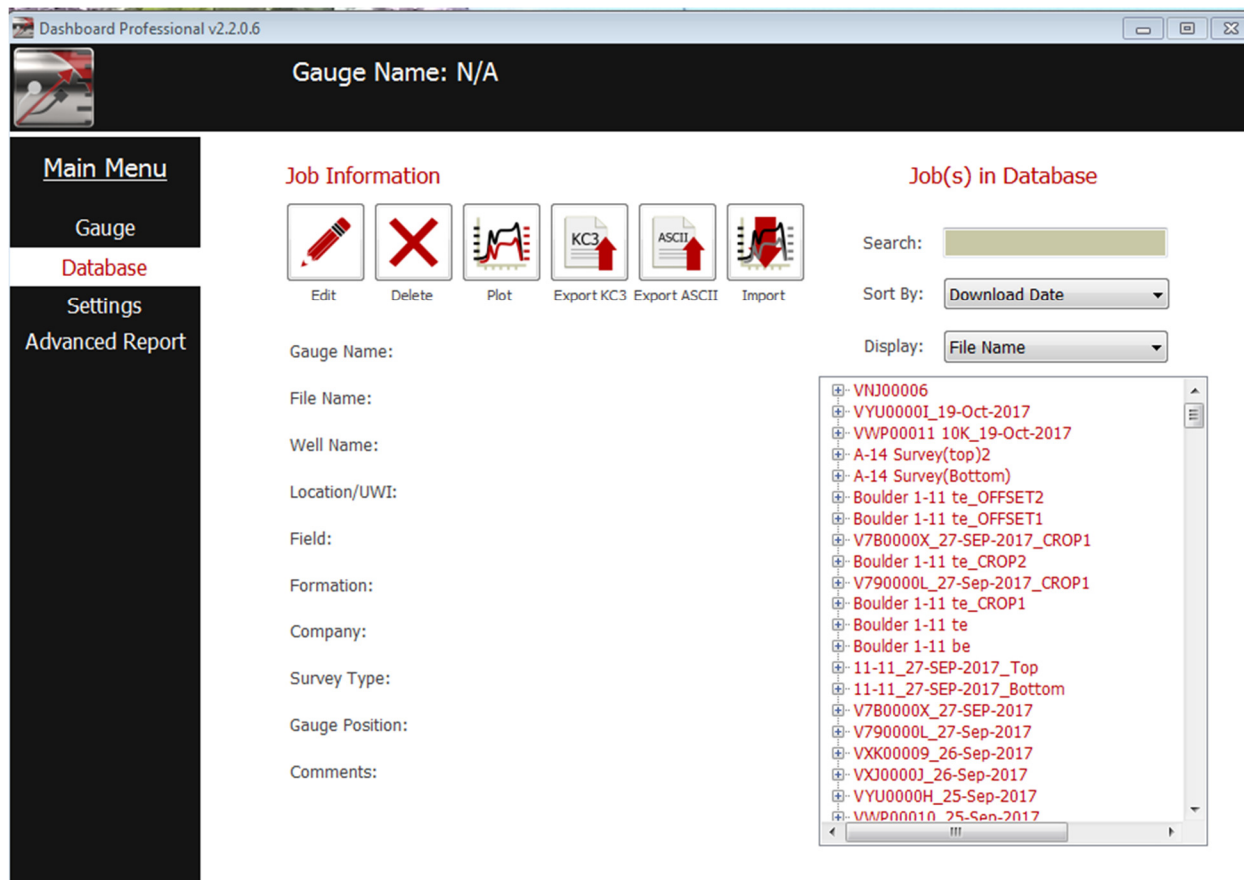 Dashboard Professional v2.2.0.6
Gauge Name: N/A
Main Menu
Gauge
Database
Settings
Advanced Report
Job Information
KC3
ASCII
Edit
Delete
Plot
Export KC3
Export ASCII
Import
Gauge Name:
File Name:
Well Name:
Location/UWI:
Field:
Formation:
Company:
Survey Type:
Gauge Position:
Comments:
Job(s) in Database
Search:
Sort By: Download Date
Display: File Name
VNJ00006
VYU0000I_19-Oct-2017
VWP00011 10K_19-Oct-2017
A-14 Survey(top)2
A-14 Survey(Bottom)
Boulder 1-11 te_OFFSET2
Boulder 1-11 te_OFFSET1
V7B0000X_27-SEP-2017_CROP1
Boulder 1-11 te_CROP2
V790000L_27-Sep-2017_CROP1
Boulder 1-11 te_CROP1
Boulder 1-11 te
Boulder 1-11 be
11-11_27-SEP-2017_Top
11-11_27-SEP-2017_Bottom
V7B0000X_27-SEP-2017
V790000L_27-Sep-2017
VXK00009_26-Sep-2017
VXJ0000J_26-Sep-2017
VYU0000H_25-Sep-2017
VWP00010_25-Sep-2017